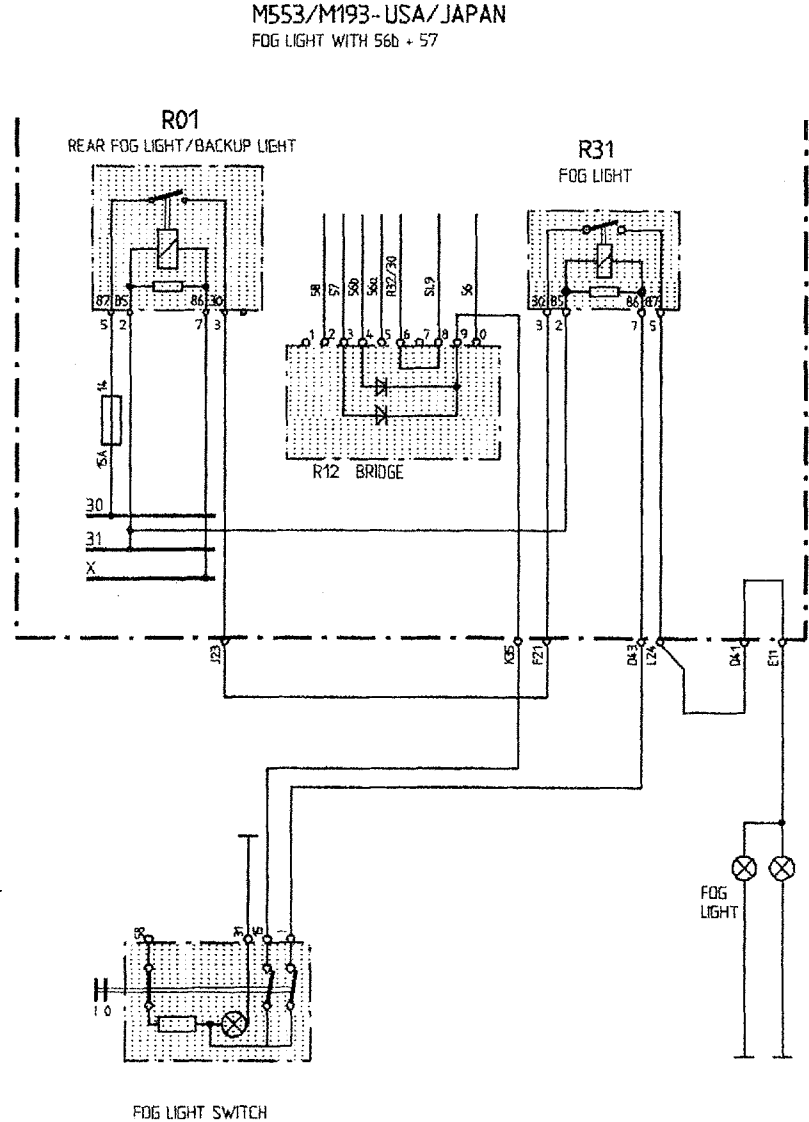 M553/M193-USA/JAPAN
FOG LIGHT WITH 56b + 57
R01
REAR FOG LIGHT/BACKUP LIGHT
R31
FOG LIGHT
58
57
56b
56a
R32/30
S1.9
56
87 85 86 30
5 2 7 3
30 85 86 87
3 2 7 5
1 2 3 4 5 6 7 8 9 0
14
15A
R12 BRIDGE
30
31
X
J23
K35
F21
D43
L24
D41
E11
FOG
LIGHT
58
31
1 0
FOG LIGHT SWITCH